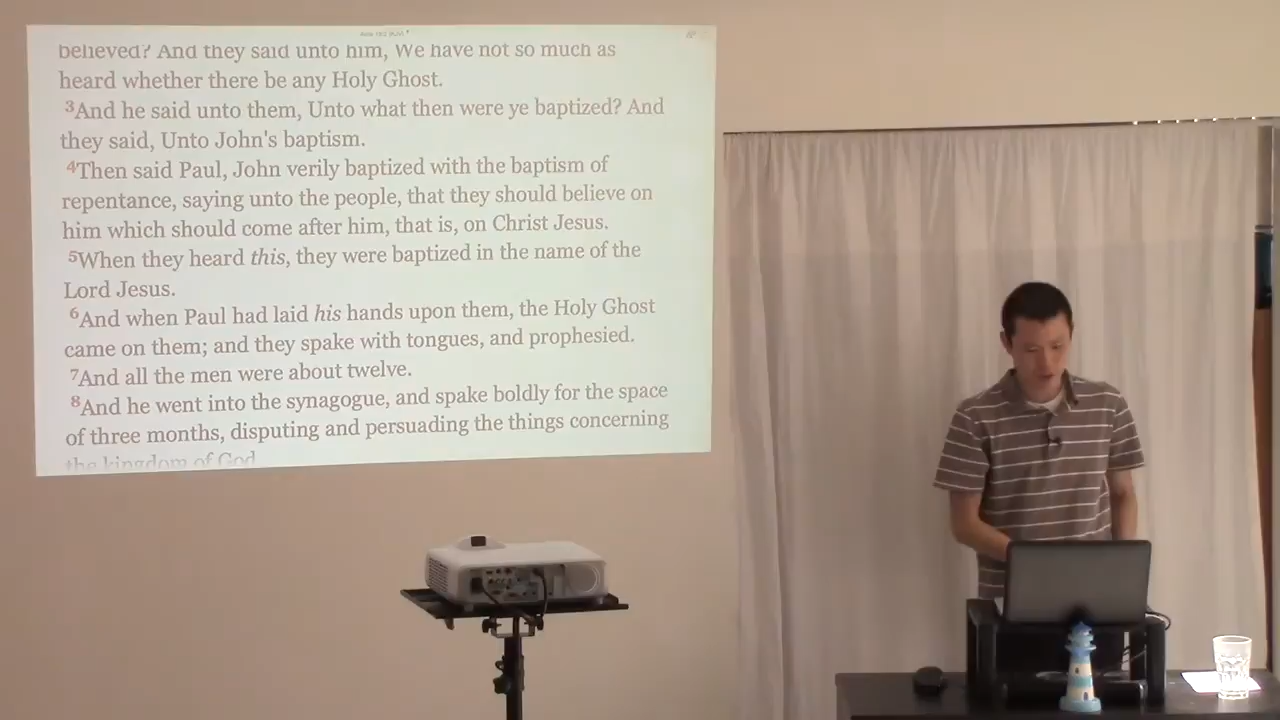 believed? And they said unto him, We have not so much as
heard whether there be any Holy Ghost.
3And he said unto them, Unto what then were ye baptized? And
they said, Unto John's baptism.
4Then said Paul, John verily baptized with the baptism of
repentance, saying unto the people, that they should believe on
him which should come after him, that is, on Christ Jesus.
5When they heard this, they were baptized in the name of the
Lord Jesus.
6And when Paul had laid his hands upon them, the Holy Ghost
came on them; and they spake with tongues, and prophesied.
7And all the men were about twelve.
8And he went into the synagogue, and spake boldly for the space
of three months, disputing and persuading the things concerning
the kingdom of God